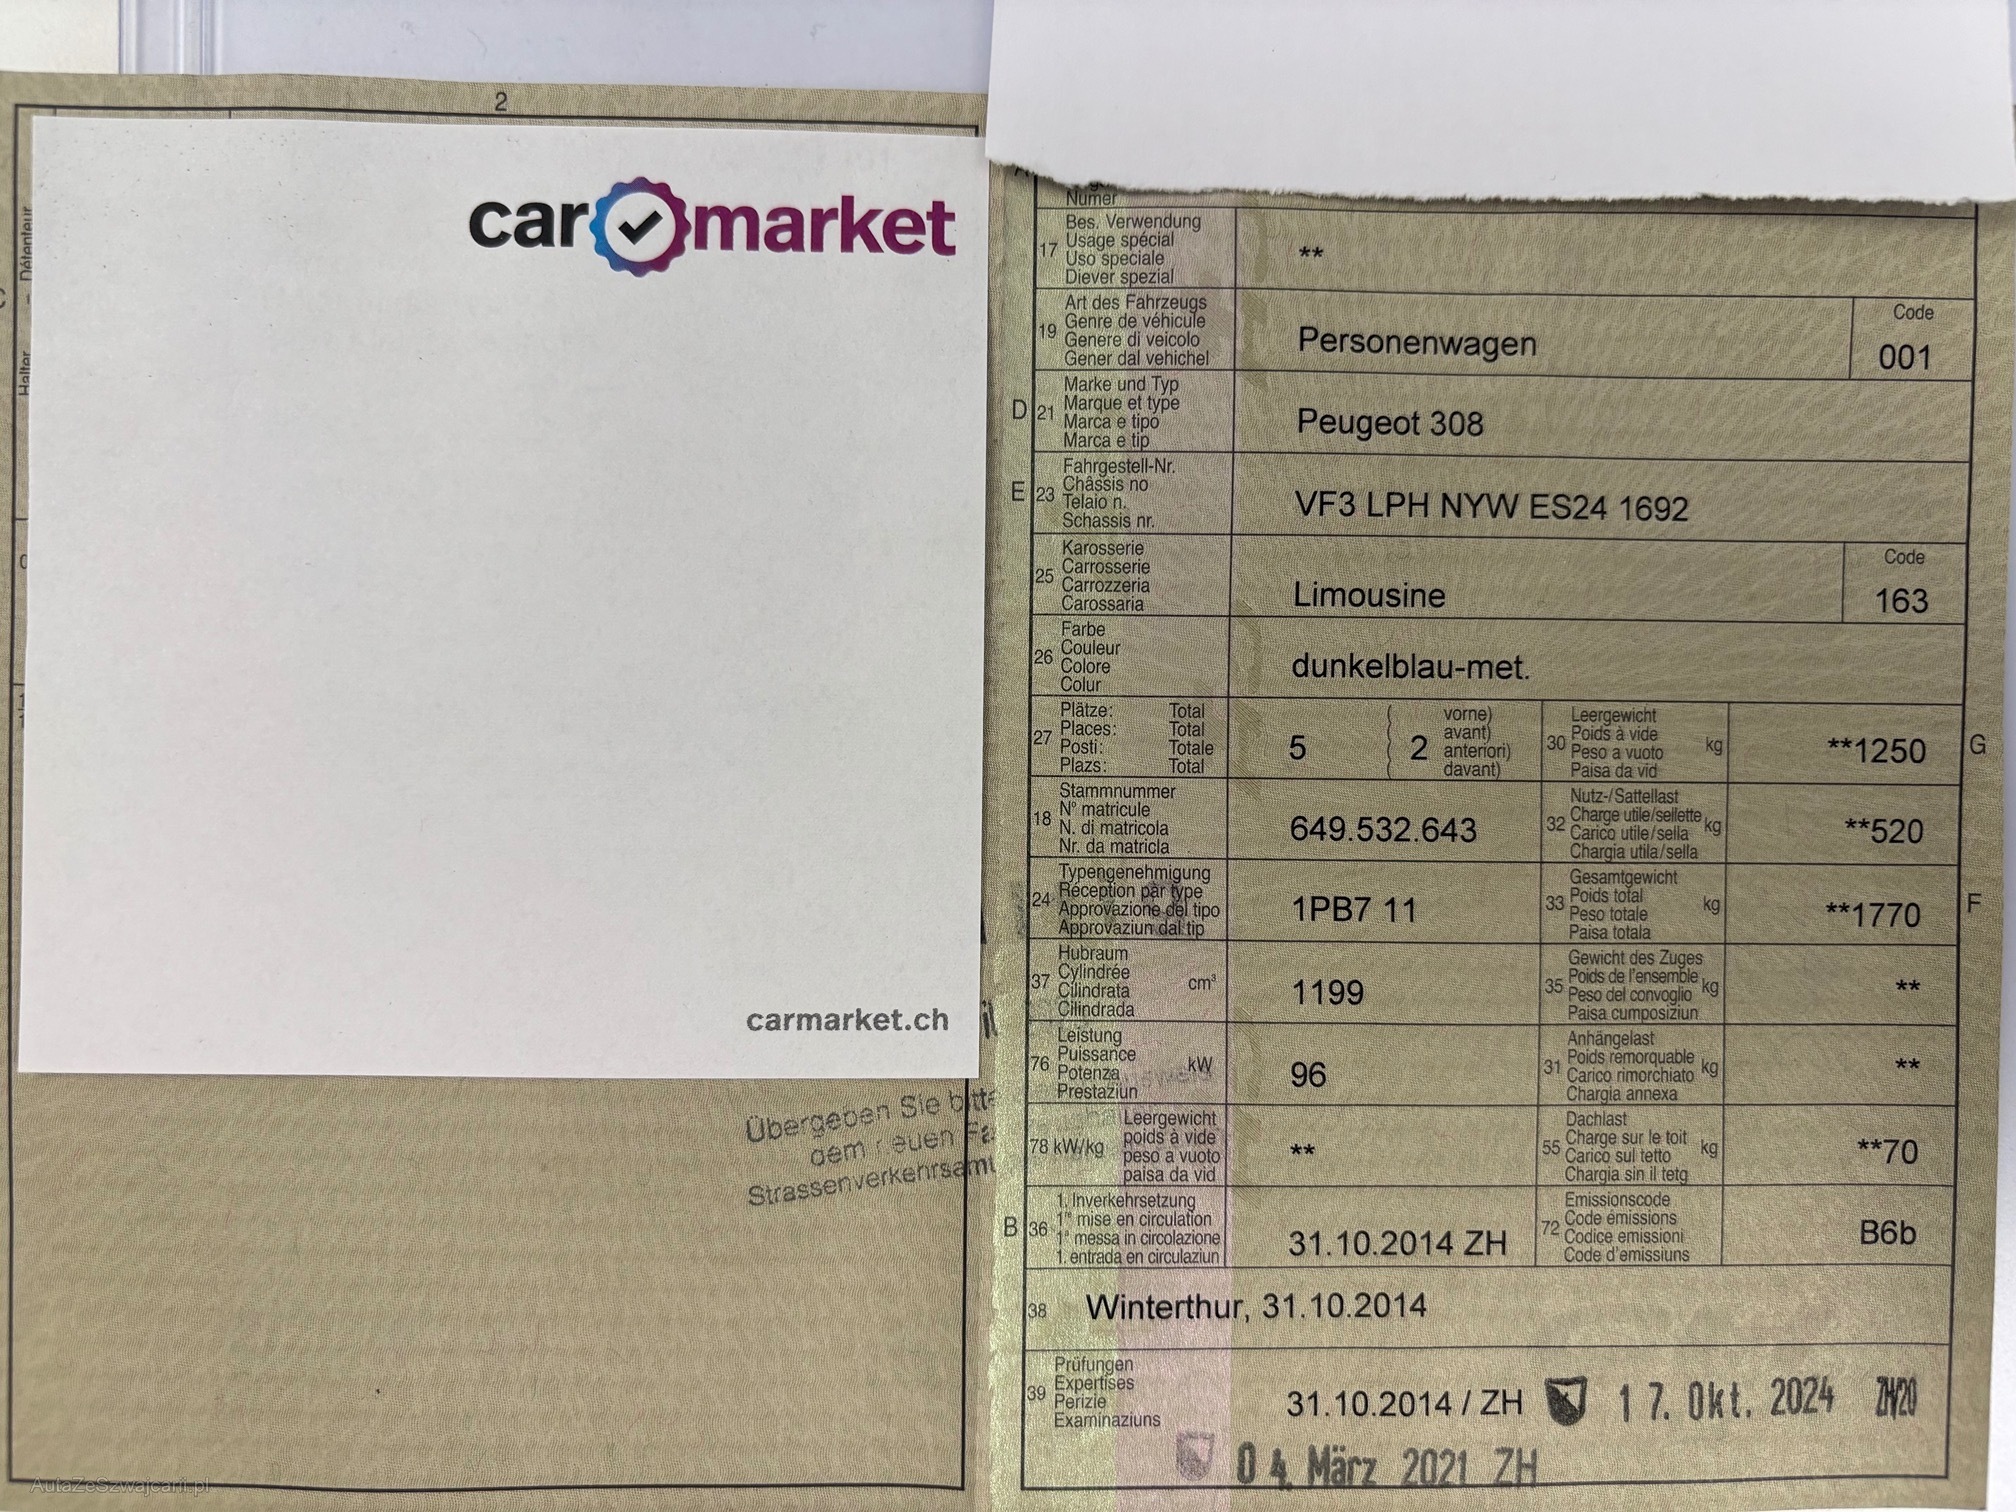 2
Détenteur
Halter
car market
carmarket.ch
Übergeben Sie bitte
dem neuen Fa
Strassenverkehrsamt
AutaZeSzwajcarii.pl
Numer
17 Bes. Verwendung
Usage spécial
Uso speciale
Diever spezial
**
19 Art des Fahrzeugs
Genre de véhicule
Genere di veicolo
Gener dal vehichel
Personenwagen
Code
001
D 21 Marke und Typ
Marque et type
Marca e tipo
Marca e tip
Peugeot 308
E 23 Fahrgestell-Nr.
Châssis no
Telaio n.
Schassis nr.
VF3 LPH NYW ES24 1692
25 Karosserie
Carrosserie
Carrozzeria
Carossaria
Limousine
Code
163
26 Farbe
Couleur
Colore
Colur
dunkelblau-met.
27 Plätze: Total
Places: Total
Posti: Totale
Plazs: Total
5
( 2 vorne)
avant)
anteriori)
davant)
30 Leergewicht
Poids à vide
Peso a vuoto kg
Paisa da vid
**1250 G
18 Stammnummer
N° matricule
N. di matricola
Nr. da matricla
649.532.643
32 Nutz-/Sattellast
Charge utile/sellette
Carico utile/sella kg
Chargia utila/sella
**520
24 Typengenehmigung
Réception par type
Approvazione del tipo
Approvaziun dal tip
1PB7 11
33 Gesamtgewicht
Poids total kg
Peso totale
Paisa totala
**1770 F
37 Hubraum
Cylindrée cm³
Cilindrata
Cilindrada
1199
35 Gewicht des Zuges
Poids de l'ensemble
Peso del convoglio kg
Paisa cumposiziun
**
76 Leistung
Puissance kW
Potenza
Prestaziun
96
31 Anhängelast
Poids remorquable kg
Carico rimorchiato
Chargia annexa
**
78 kW/kg Leergewicht
poids à vide
peso a vuoto
paisa da vid
**
55 Dachlast
Charge sur le toit kg
Carico sul tetto
Chargia sin il tetg
**70
B 36 1. Inverkehrsetzung
1re mise en circulation
1a messa in circolazione
1. entrada en circulaziun
31.10.2014 ZH
72 Emissionscode
Code émissions
Codice emissioni
Code d'emissiuns
B6b
38 Winterthur, 31.10.2014
39 Prüfungen
Expertises
Perizie
Examinaziuns
31.10.2014 / ZH 17. Okt. 2024 ZH/20
04. März 2021 ZH